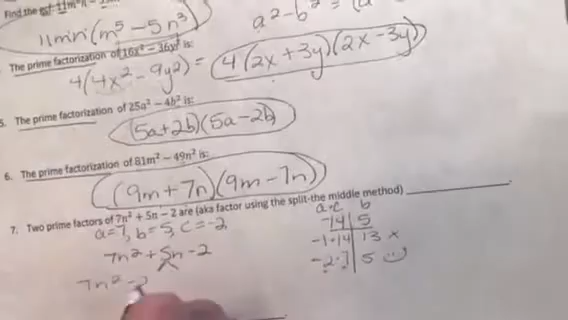 Find the gcf 11m
11mn²(m⁵ - 5n³)
a² - b² = (a
The prime factorization of 16x² - 36y² is:
4(4x² - 9y²) = 4(2x + 3y)(2x - 3y)
5. The prime factorization of 25a² - 4b² is:
(5a + 2b)(5a - 2b)
6. The prime factorization of 81m² - 49n² is:
(9m + 7n)(9m - 7n)
7. Two prime factors of 7n² + 5n - 2 are (aka factor using the split-the middle method)
a=7, b=5, c=-2
7n² + 5n - 2
7n² -
a·c b
-14 5
-1·14 13 x
-2·7 5